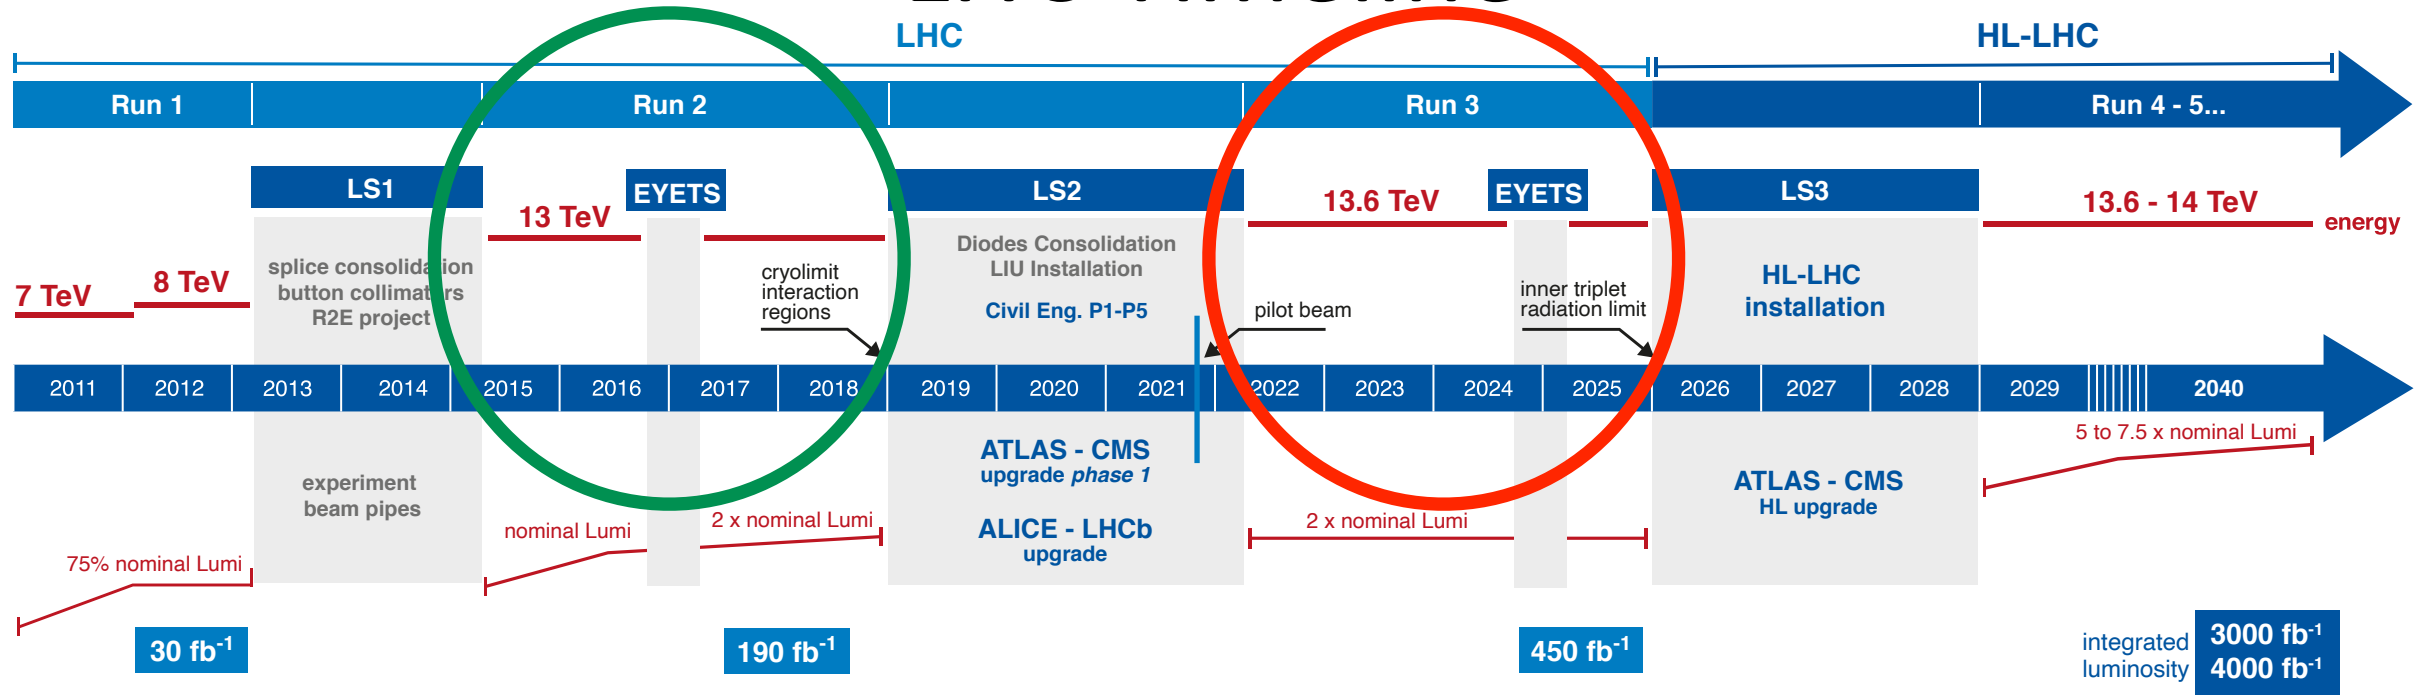 LHC
HL-LHC
Run 1
Run 2
Run 3
Run 4 - 5...
LS1
EYETS
LS2
EYETS
LS3
13 TeV
13.6 TeV
13.6 - 14 TeV
energy
7 TeV
8 TeV
splice consolidation
button collimators
R2E project
cryolimit
interaction
regions
Diodes Consolidation
LIU Installation
Civil Eng. P1-P5
pilot beam
inner triplet
radiation limit
HL-LHC
installation
2011 2012 2013 2014 2015 2016 2017 2018 2019 2020 2021 2022 2023 2024 2025 2026 2027 2028 2029 2040
experiment
beam pipes
ATLAS - CMS
upgrade phase 1
ALICE - LHCb
upgrade
ATLAS - CMS
HL upgrade
5 to 7.5 x nominal Lumi
75% nominal Lumi
nominal Lumi
2 x nominal Lumi
2 x nominal Lumi
30 fb⁻¹
190 fb⁻¹
450 fb⁻¹
integrated
luminosity
3000 fb⁻¹
4000 fb⁻¹